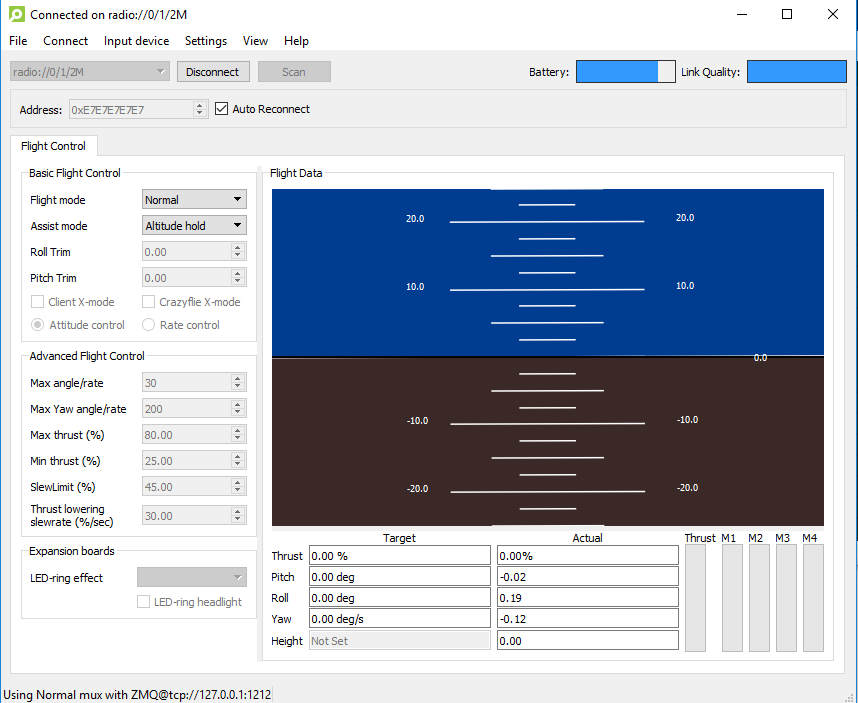 Connected on radio://0/1/2M
File Connect Input device Settings View Help
radio://0/1/2M Disconnect Scan Battery: Link Quality:
Address: 0xE7E7E7E7E7 Auto Reconnect
Flight Control
Basic Flight Control
Flight mode Normal
Assist mode Altitude hold
Roll Trim 0.00
Pitch Trim 0.00
Client X-mode Crazyflie X-mode
Attitude control Rate control
Advanced Flight Control
Max angle/rate 30
Max Yaw angle/rate 200
Max thrust (%) 80.00
Min thrust (%) 25.00
SlewLimit (%) 45.00
Thrust lowering
slewrate (%/sec) 30.00
Expansion boards
LED-ring effect
LED-ring headlight
Flight Data
20.0 20.0
10.0 10.0
0.0
-10.0 -10.0
-20.0 -20.0
Target Actual Thrust M1 M2 M3 M4
Thrust 0.00 % 0.00%
Pitch 0.00 deg -0.02
Roll 0.00 deg 0.19
Yaw 0.00 deg/s -0.12
Height Not Set 0.00
Using Normal mux with ZMQ@tcp://127.0.0.1:1212